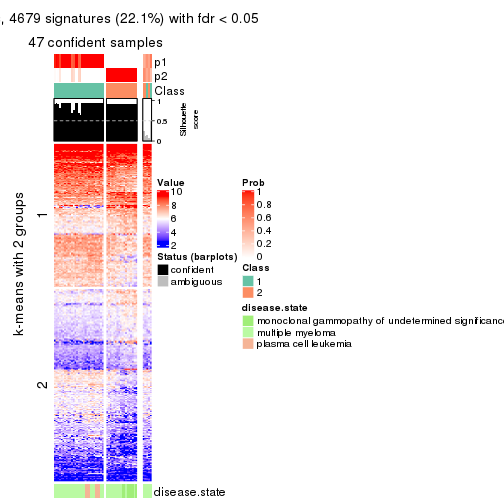 , 4679 signatures (22.1%) with fdr < 0.05
47 confident samples
p1
p2
Class
1
0.5
0
Silhouette
score
k-means with 2 groups
1
2
Value
10
8
6
4
2
Status (barplots)
confident
ambiguous
Prob
1
0.8
0.6
0.4
0.2
0
Class
1
2
disease.state
monoclonal gammopathy of undetermined significance
multiple myeloma
plasma cell leukemia
disease.state